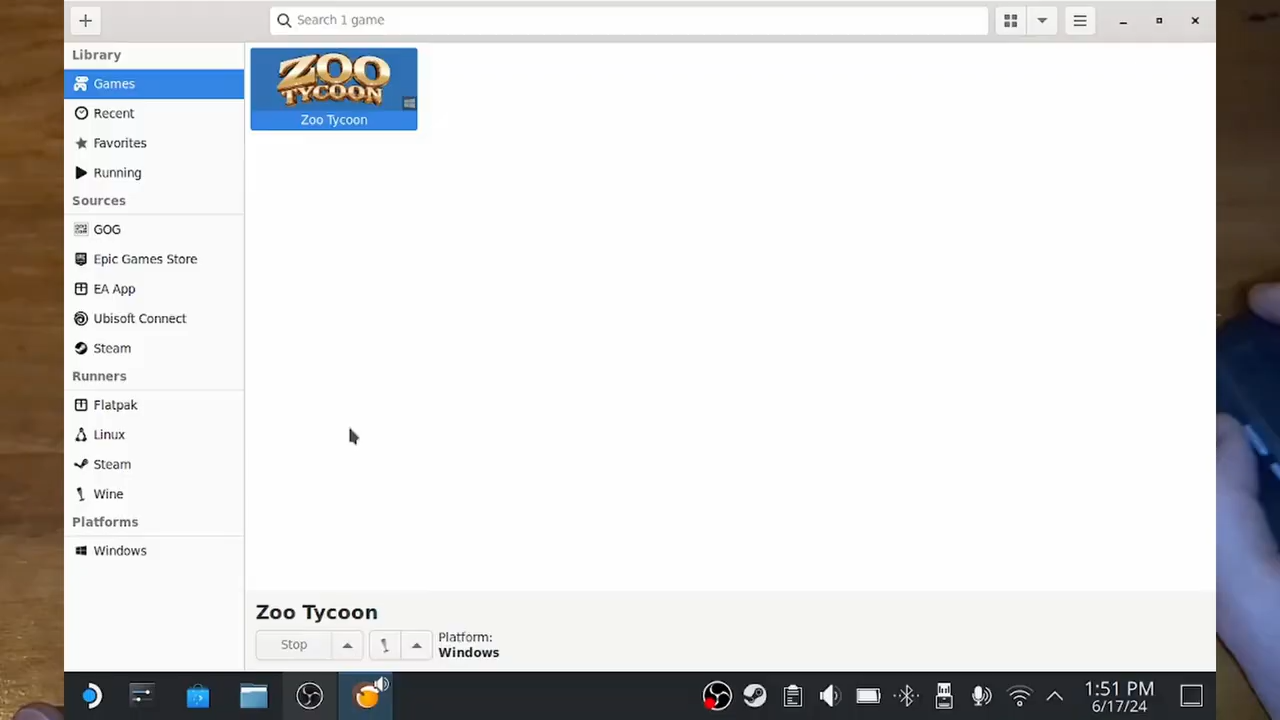 Search 1 game
Library
Games
Recent
Favorites
Running
Sources
GOG
Epic Games Store
EA App
Ubisoft Connect
Steam
Runners
Flatpak
Linux
Steam
Wine
Platforms
Windows
ZOO
TYCOON
Zoo Tycoon
Zoo Tycoon
Stop
Platform:
Windows
1:51 PM
6/17/24